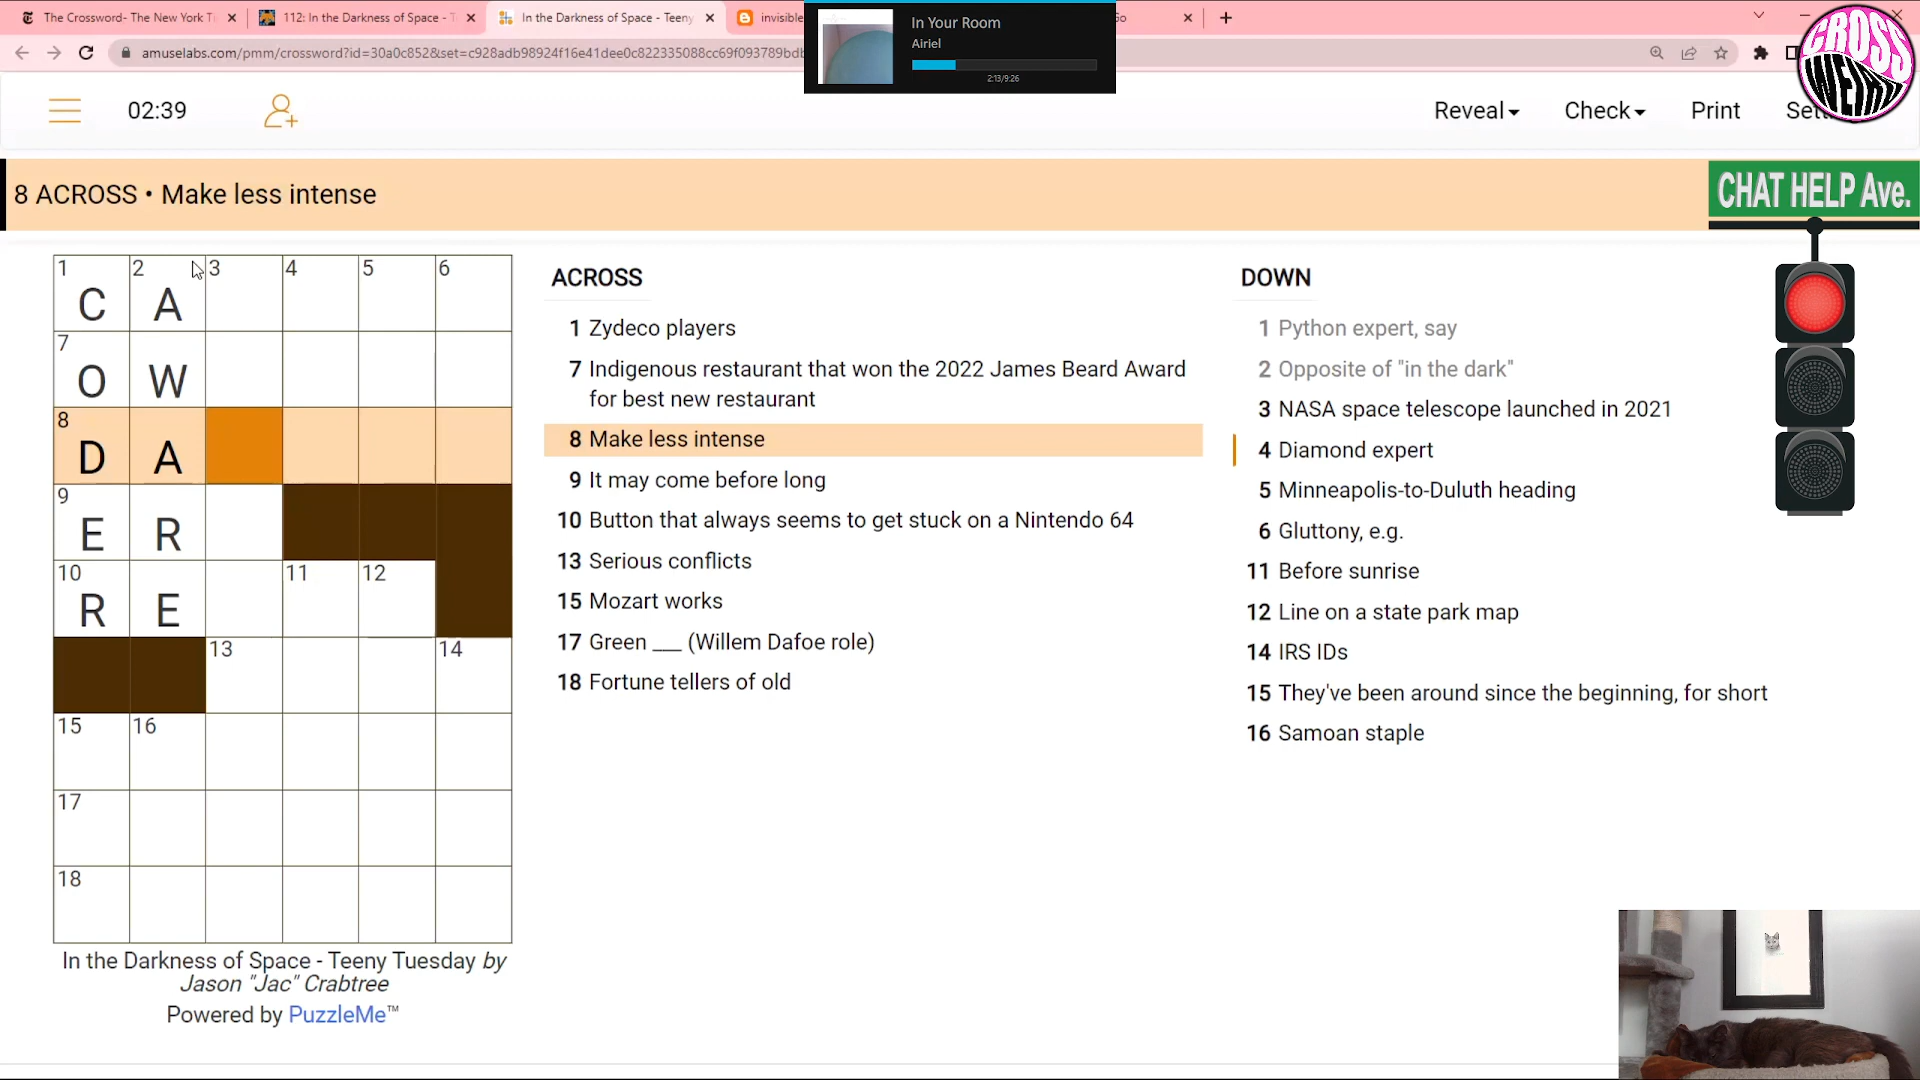 The Crossword- The New York Ti
112: In the Darkness of Space - T
In the Darkness of Space - Teeny
invisible
amuselabs.com/pmm/crossword?id=30a0c852&set=c928adb98924f16e41dee0c822335088cc69f093789bdb
In Your Room
Airiel
2:13/9:26
CROSS
WEIRD
02:39
Reveal
Check
Print
8 ACROSS • Make less intense
CHAT HELP Ave.
1 2 3 4 5 6
C A
7
O W
8
D A
9
E R
10 11 12
R E
13 14
15 16
17
18
In the Darkness of Space - Teeny Tuesday by
Jason "Jac" Crabtree
Powered by PuzzleMe™
ACROSS
1 Zydeco players
7 Indigenous restaurant that won the 2022 James Beard Award
for best new restaurant
8 Make less intense
9 It may come before long
10 Button that always seems to get stuck on a Nintendo 64
13 Serious conflicts
15 Mozart works
17 Green ___ (Willem Dafoe role)
18 Fortune tellers of old
DOWN
1 Python expert, say
2 Opposite of "in the dark"
3 NASA space telescope launched in 2021
4 Diamond expert
5 Minneapolis-to-Duluth heading
6 Gluttony, e.g.
11 Before sunrise
12 Line on a state park map
14 IRS IDs
15 They've been around since the beginning, for short
16 Samoan staple